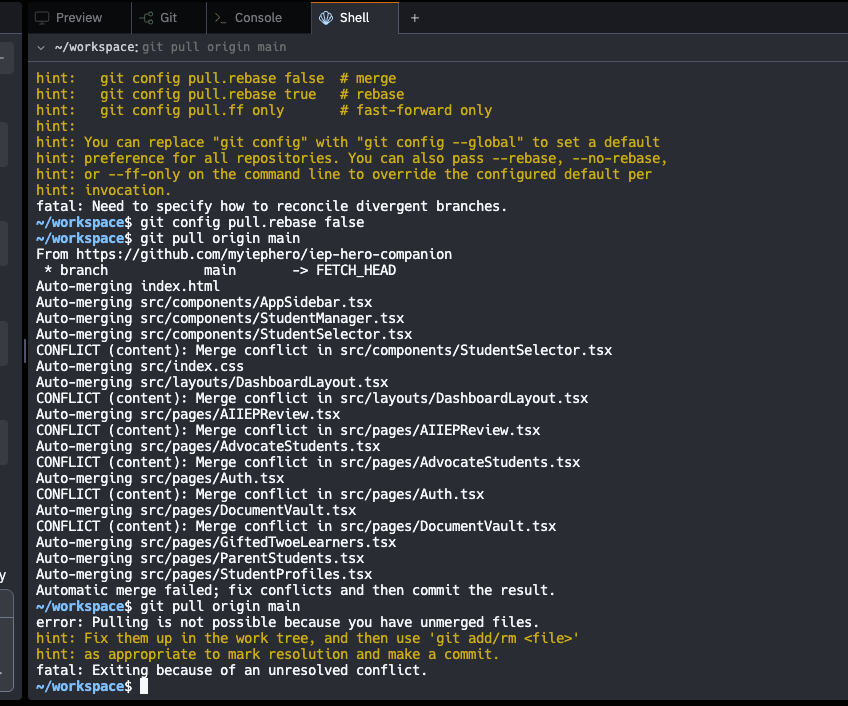 Preview Git Console Shell +
~/workspace: git pull origin main
hint:   git config pull.rebase false  # merge
hint:   git config pull.rebase true   # rebase
hint:   git config pull.ff only       # fast-forward only
hint:
hint: You can replace "git config" with "git config --global" to set a default
hint: preference for all repositories. You can also pass --rebase, --no-rebase,
hint: or --ff-only on the command line to override the configured default per
hint: invocation.
fatal: Need to specify how to reconcile divergent branches.
~/workspace$ git config pull.rebase false
~/workspace$ git pull origin main
From https://github.com/myiephero/iep-hero-companion
 * branch            main       -> FETCH_HEAD
Auto-merging index.html
Auto-merging src/components/AppSidebar.tsx
Auto-merging src/components/StudentManager.tsx
Auto-merging src/components/StudentSelector.tsx
CONFLICT (content): Merge conflict in src/components/StudentSelector.tsx
Auto-merging src/index.css
Auto-merging src/layouts/DashboardLayout.tsx
CONFLICT (content): Merge conflict in src/layouts/DashboardLayout.tsx
Auto-merging src/pages/AIIEPReview.tsx
CONFLICT (content): Merge conflict in src/pages/AIIEPReview.tsx
Auto-merging src/pages/AdvocateStudents.tsx
CONFLICT (content): Merge conflict in src/pages/AdvocateStudents.tsx
Auto-merging src/pages/Auth.tsx
CONFLICT (content): Merge conflict in src/pages/Auth.tsx
Auto-merging src/pages/DocumentVault.tsx
CONFLICT (content): Merge conflict in src/pages/DocumentVault.tsx
Auto-merging src/pages/GiftedTwoeLearners.tsx
Auto-merging src/pages/ParentStudents.tsx
Auto-merging src/pages/StudentProfiles.tsx
Automatic merge failed; fix conflicts and then commit the result.
~/workspace$ git pull origin main
error: Pulling is not possible because you have unmerged files.
hint: Fix them up in the work tree, and then use 'git add/rm <file>'
hint: as appropriate to mark resolution and make a commit.
fatal: Exiting because of an unresolved conflict.
~/workspace$
y